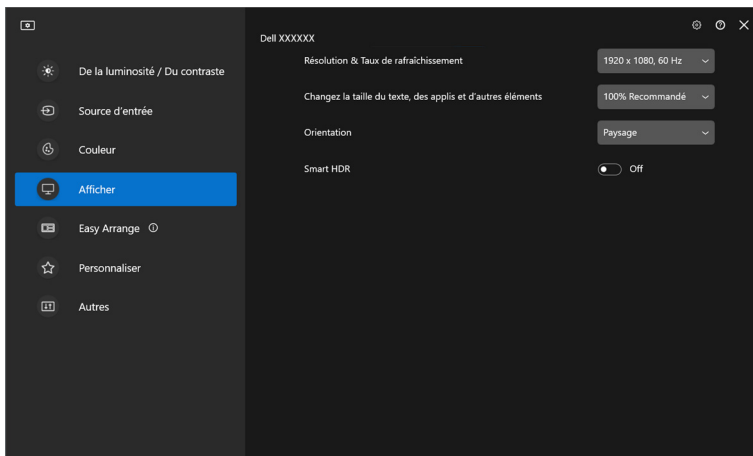 Dell XXXXXX
De la luminosité / Du contraste
Source d'entrée
Couleur
Afficher
Easy Arrange
Personnaliser
Autres
Résolution & Taux de rafraîchissement
1920 x 1080, 60 Hz
Changez la taille du texte, des applis et d'autres éléments
100% Recommandé
Orientation
Paysage
Smart HDR
Off